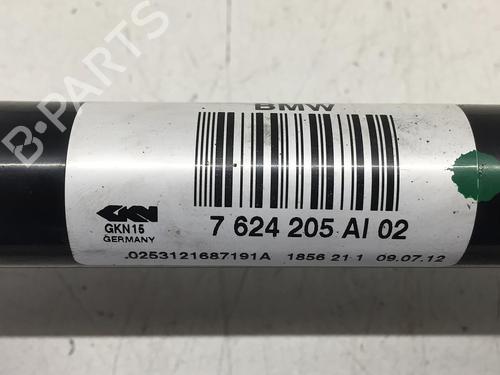 B-PARTS
BMW
GKN
GKN15
GERMANY
7 624 205 AI 02
.0253121687191A 1856 21 1 09.07.12